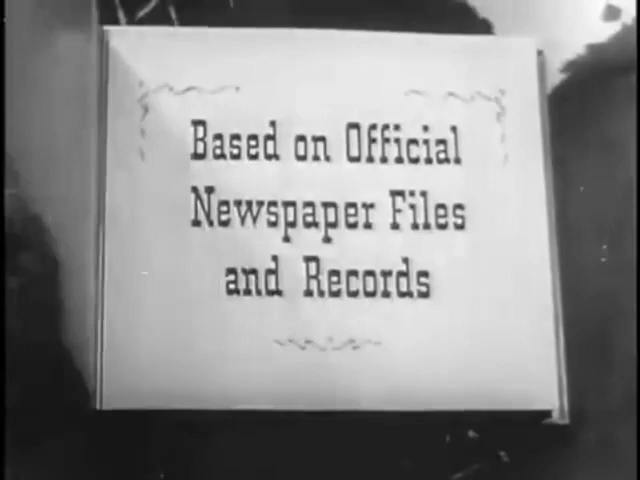 Based on Official
Newspaper Files
and Records